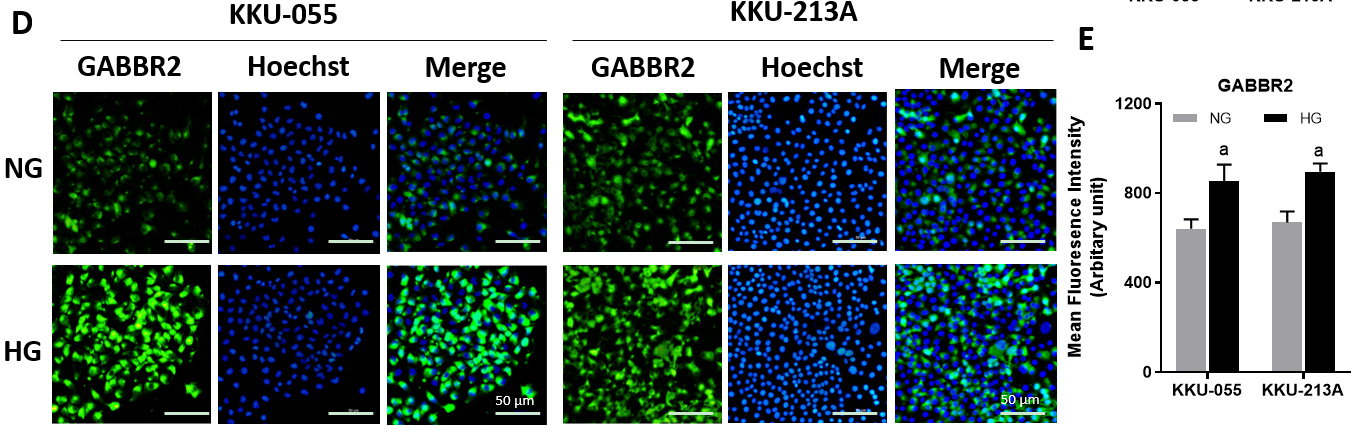 D
KKU-055
KKU-213A
GABBR2 Hoechst Merge GABBR2 Hoechst Merge
NG
HG
50 µm
50 µm
E
GABBR2
NG HG
Mean Fluoresence Intensity
(Arbitary unit)
1200
800
400
0
a
a
KKU-055 KKU-213A